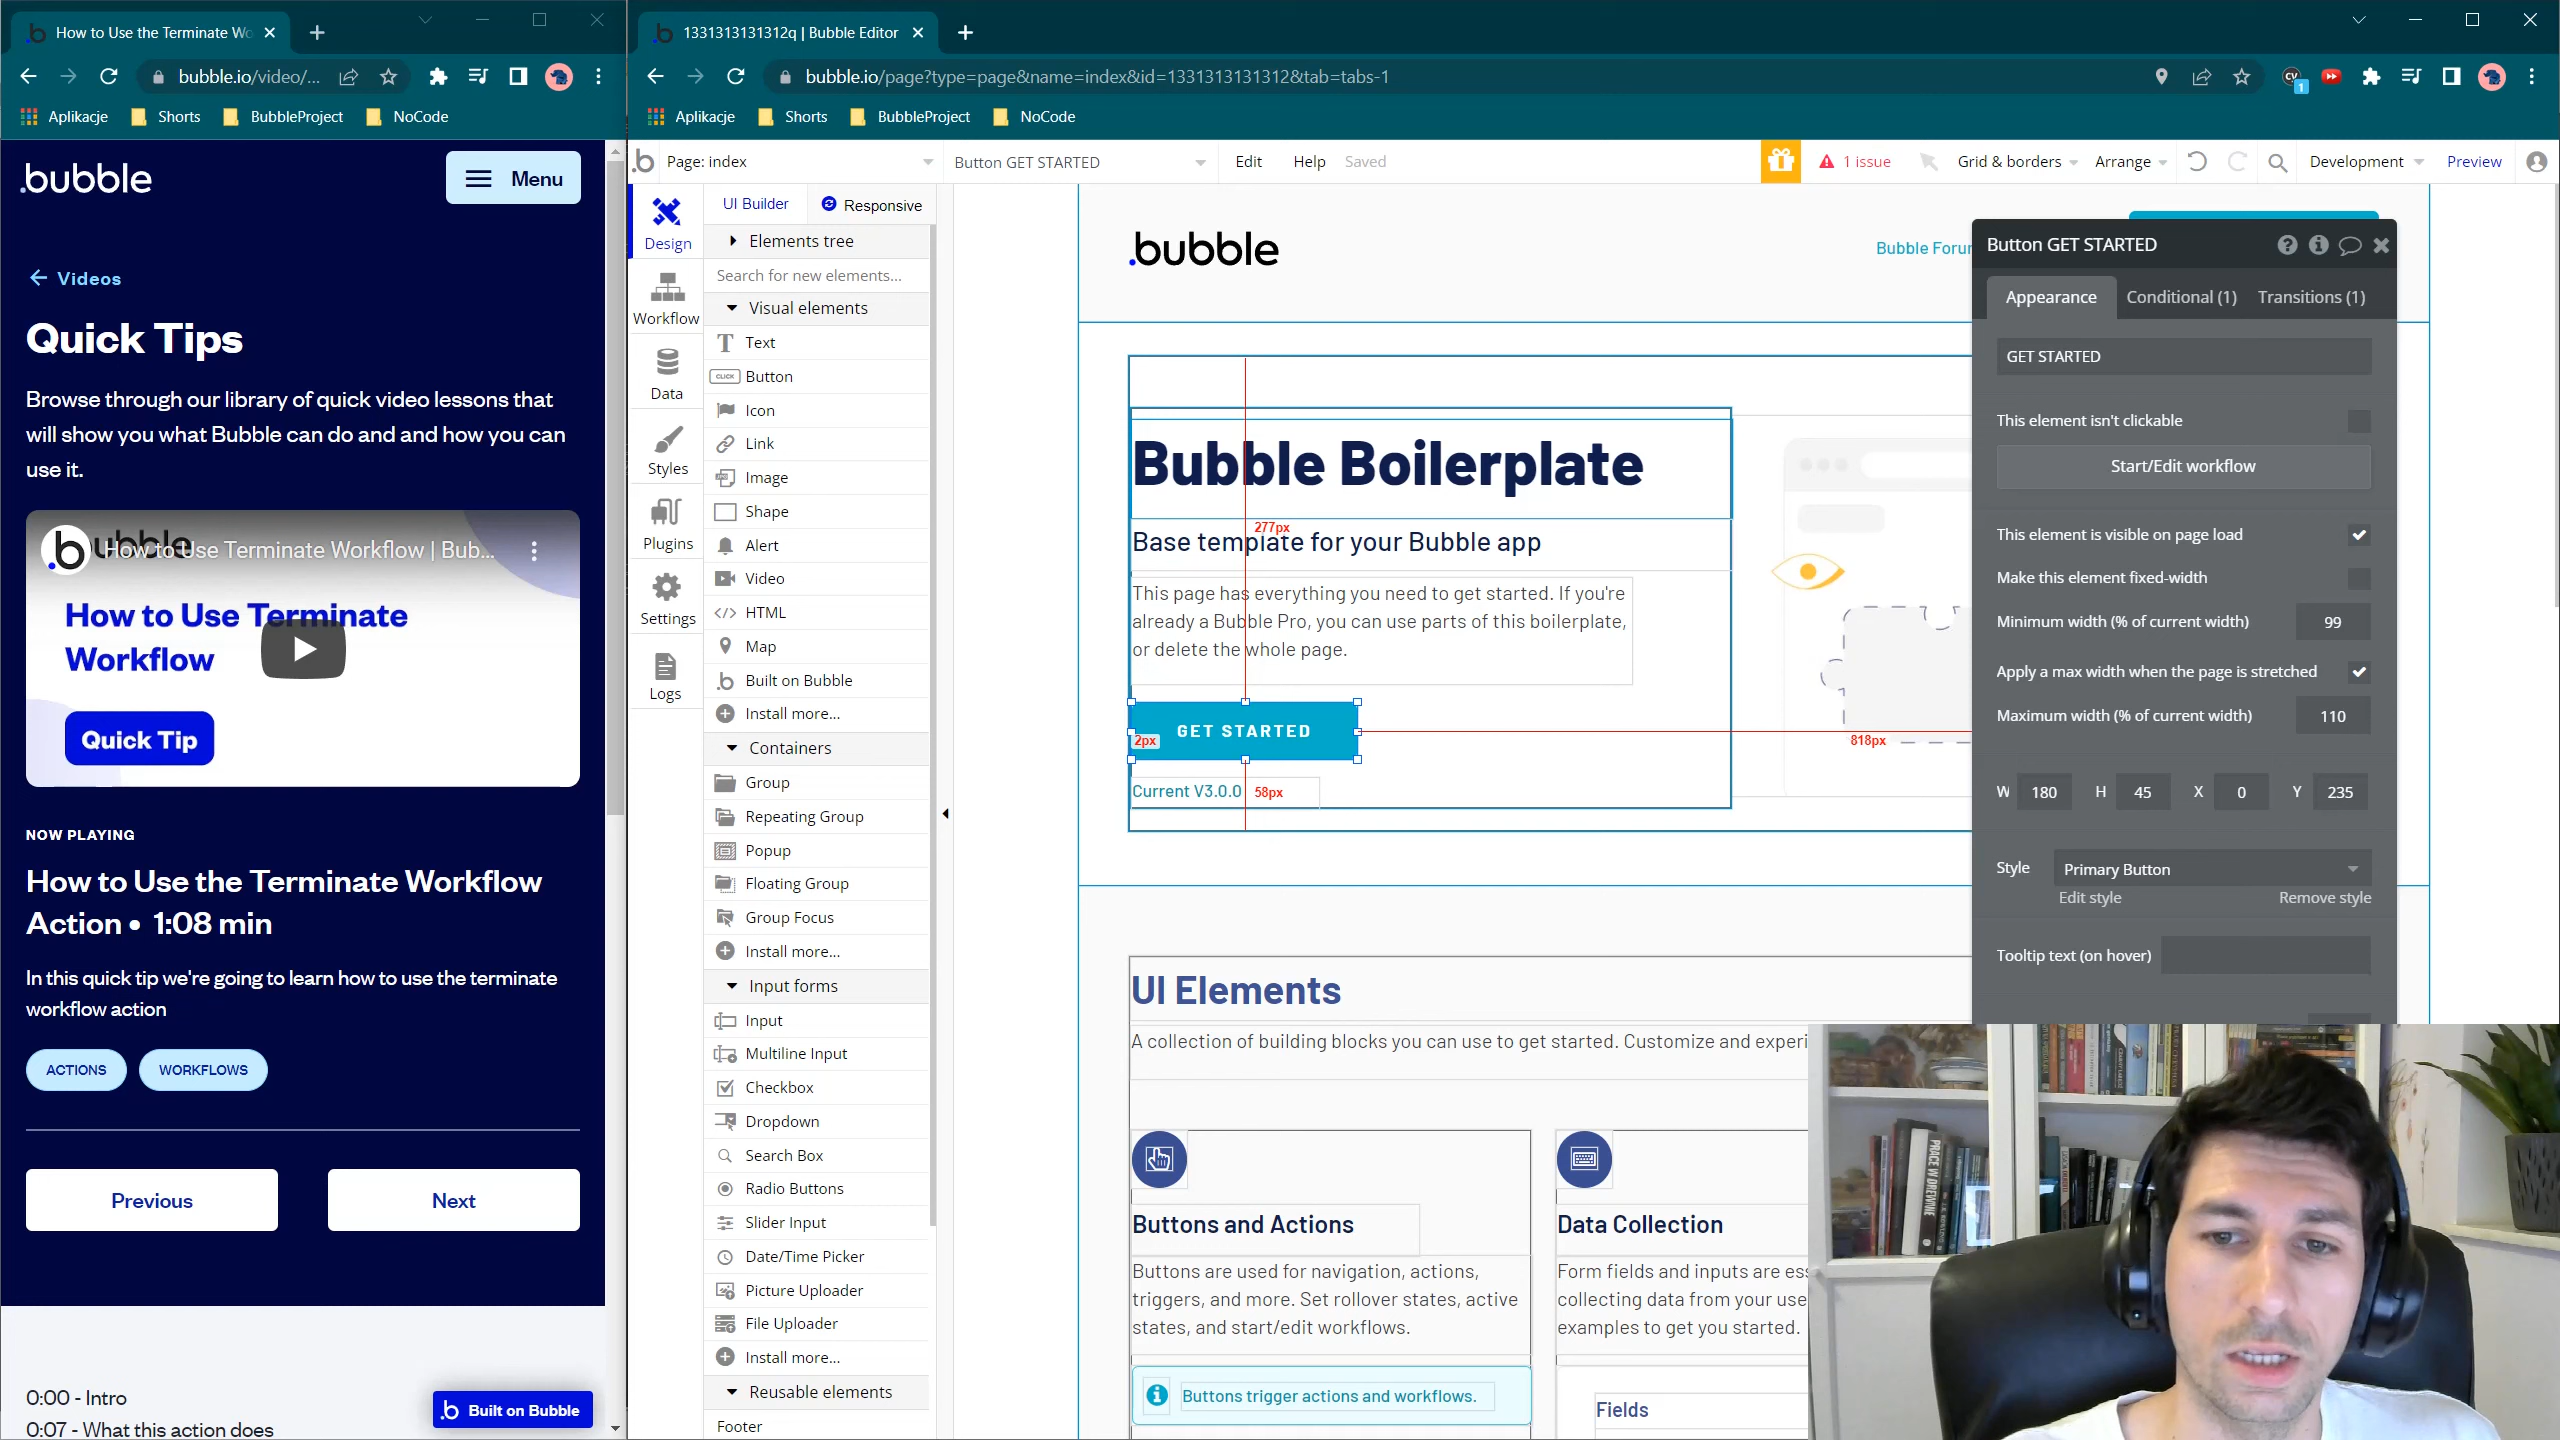 How to Use the Terminate Wo
bubble.io/video/...
Aplikacje
Shorts
BubbleProject
NoCode
.bubble
Menu
← Videos
Quick Tips
Browse through our library of quick video lessons that
will show you what Bubble can do and and how you can
use it.
How to Use Terminate Workflow | Bub...
How to Use Terminate
Workflow
Quick Tip
NOW PLAYING
How to Use the Terminate Workflow
Action • 1:08 min
In this quick tip we're going to learn how to use the terminate
workflow action
ACTIONS
WORKFLOWS
Previous
Next
0:00 - Intro
0:07 - What this action does
Built on Bubble
1331313131312q | Bubble Editor
bubble.io/page?type=page&name=index&id=1331313131312&tab=tabs-1
1
Aplikacje
Shorts
BubbleProject
NoCode
Page: index
Button GET STARTED
Edit
Help
Saved
1 issue
Grid & borders
Arrange
Development
Preview
Design
Workflow
Data
Styles
Plugins
Settings
Logs
UI Builder
Responsive
Elements tree
Search for new elements...
Visual elements
Text
CLICK Button
Icon
Link
Image
Shape
Alert
Video
HTML
Map
Built on Bubble
Install more...
Containers
Group
Repeating Group
Popup
Floating Group
Group Focus
Install more...
Input forms
Input
Multiline Input
Checkbox
Dropdown
Search Box
Radio Buttons
Slider Input
Date/Time Picker
Picture Uploader
File Uploader
Install more...
Reusable elements
Footer
.bubble
Bubble Foru
Bubble Boilerplate
277px
Base template for your Bubble app
This page has everything you need to get started. If you're
already a Bubble Pro, you can use parts of this boilerplate,
or delete the whole page.
GET STARTED
2px
818px
Current V3.0.0
58px
UI Elements
A collection of building blocks you can use to get started. Customize and experi
Buttons and Actions
Buttons are used for navigation, actions,
triggers, and more. Set rollover states, active
states, and start/edit workflows.
Buttons trigger actions and workflows.
Data Collection
Form fields and inputs are ess
collecting data from your use
examples to get you started.
Fields
Button GET STARTED
Appearance
Conditional (1)
Transitions (1)
GET STARTED
This element isn't clickable
Start/Edit workflow
This element is visible on page load
Make this element fixed-width
Minimum width (% of current width) 99
Apply a max width when the page is stretched
Maximum width (% of current width) 110
W 180 H 45 X 0 Y 235
Style Primary Button
Edit style
Remove style
Tooltip text (on hover)
PRACE W DREWNIE